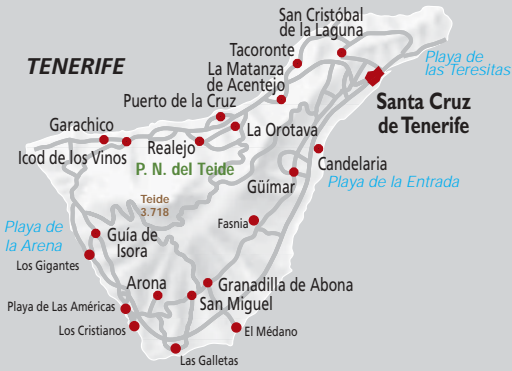 San Cristóbal
de la Laguna
Tacoronte
Playa de
las Teresitas
TENERIFE
La Matanza
de Acentejo
Puerto de la Cruz
Santa Cruz
de Tenerife
Garachico
La Orotava
Realejo
Icod de los Vinos
P. N. del Teide
Candelaria
Güímar
Playa de la Entrada
Teide
3.718
Fasnia
Playa de
la Arena
Guía de
Isora
Los Gigantes
Arona
Granadilla de Abona
San Miguel
Playa de Las Américas
Los Cristianos
El Médano
Las Galletas